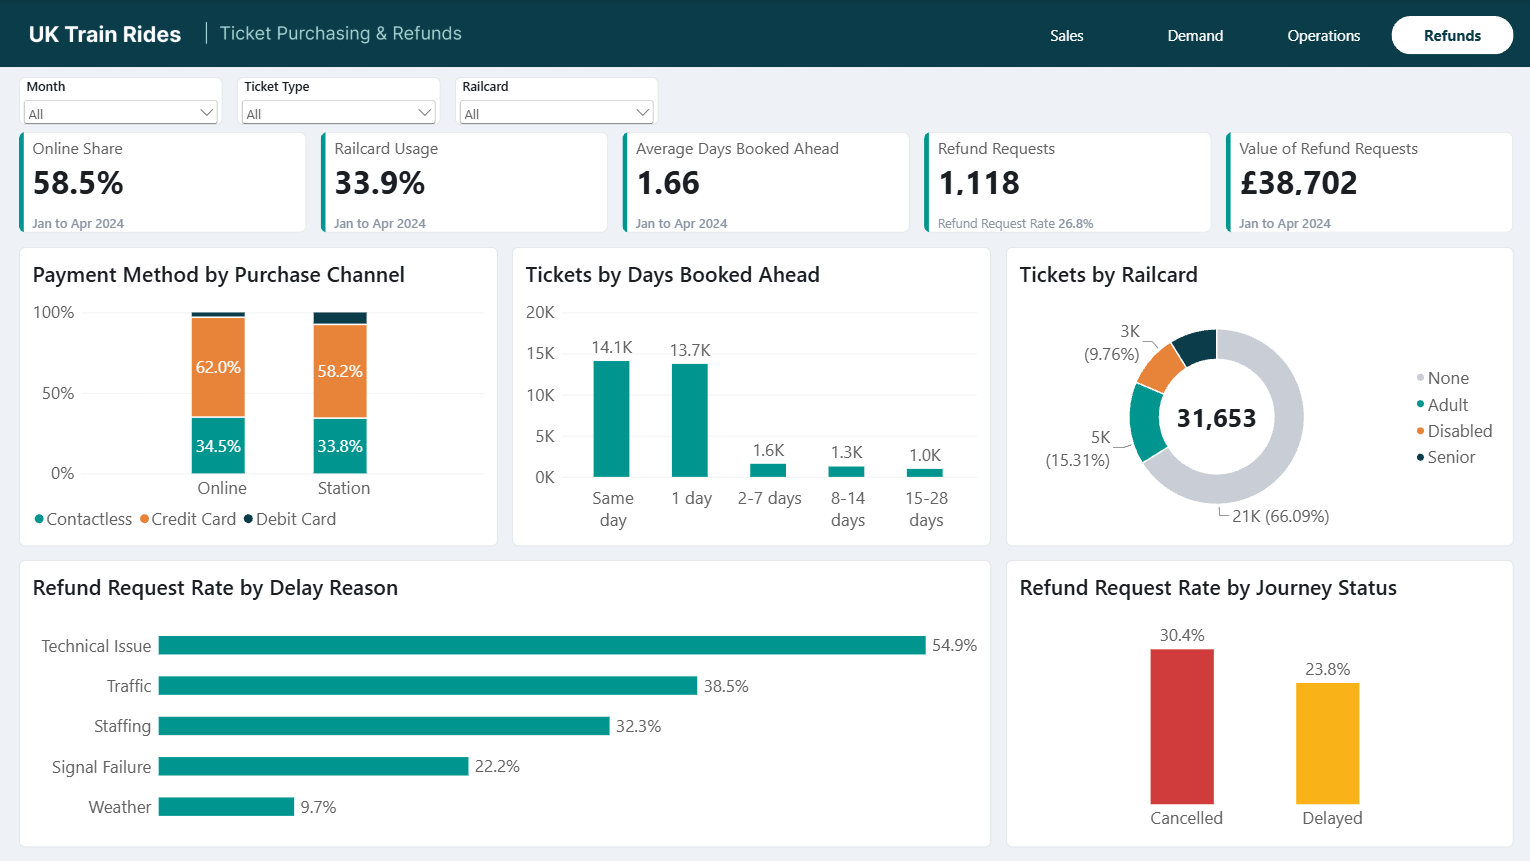 UK Train Rides | Ticket Purchasing & Refunds
Sales
Demand
Operations
Refunds
Month
All
Ticket Type
All
Railcard
All
Online Share
58.5%
Jan to Apr 2024
Railcard Usage
33.9%
Jan to Apr 2024
Average Days Booked Ahead
1.66
Jan to Apr 2024
Refund Requests
1,118
Refund Request Rate 26.8%
Value of Refund Requests
£38,702
Jan to Apr 2024
Payment Method by Purchase Channel
100%
50%
0%
62.0%
34.5%
58.2%
33.8%
Online
Station
Contactless
Credit Card
Debit Card
Tickets by Days Booked Ahead
20K
15K
10K
5K
0K
14.1K
13.7K
1.6K
1.3K
1.0K
Same
day
1 day
2-7 days
8-14
days
15-28
days
Tickets by Railcard
3K
(9.76%)
5K
(15.31%)
31,653
21K (66.09%)
None
Adult
Disabled
Senior
Refund Request Rate by Delay Reason
Technical Issue 54.9%
Traffic 38.5%
Staffing 32.3%
Signal Failure 22.2%
Weather 9.7%
Refund Request Rate by Journey Status
30.4%
23.8%
Cancelled
Delayed